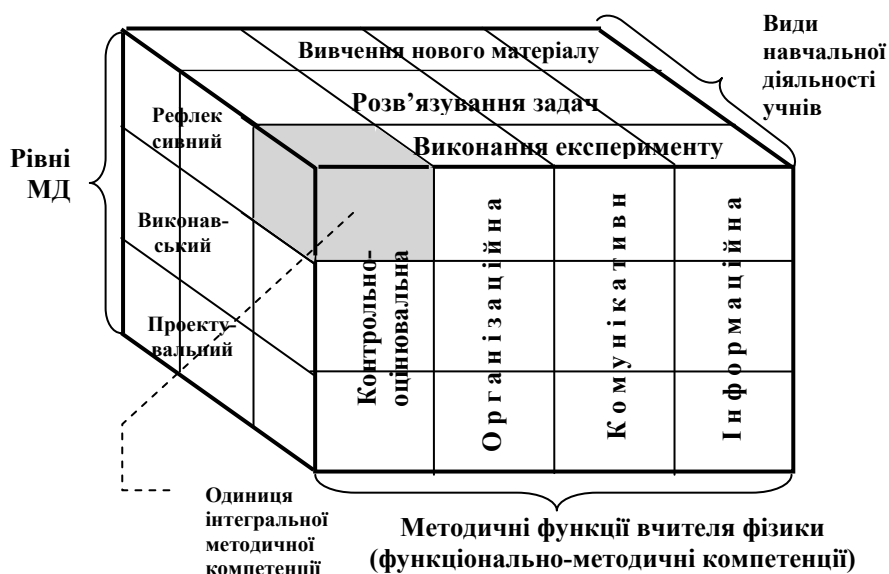 Види
навчальної
діяльності
учнів
Вивчення нового матеріалу
Розв’язування задач
Виконання експерименту
Рівні
МД
Рефлек
сивний
Виконав-
ський
Проекту-
вальний
Контрольно-
оцінювальна
Організаційна
Комунікативн
Інформаційна
Одиниця
інтегральної
методичної
компетенції
Методичні функції вчителя фізики
(функціонально-методичні компетенції)